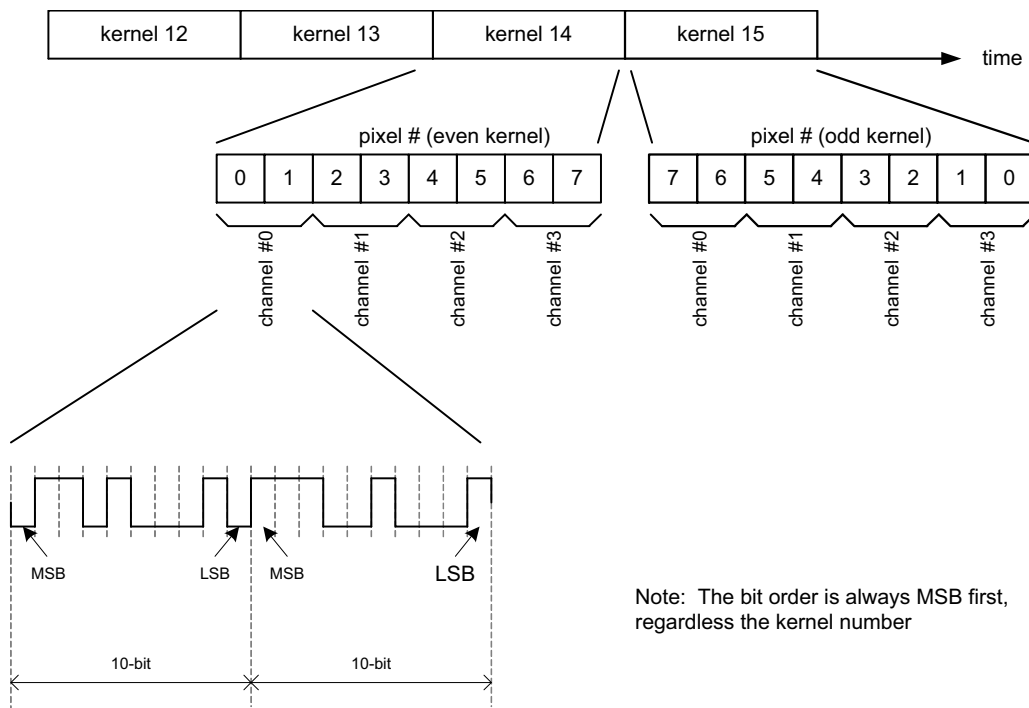 kernel 12 kernel 13 kernel 14 kernel 15
time
pixel # (even kernel) pixel # (odd kernel)
0 1 2 3 4 5 6 7 7 6 5 4 3 2 1 0
channel #0 channel #1 channel #2 channel #3 channel #0 channel #1 channel #2 channel #3
MSB LSB MSB LSB
Note: The bit order is always MSB first,
regardless the kernel number
10-bit 10-bit